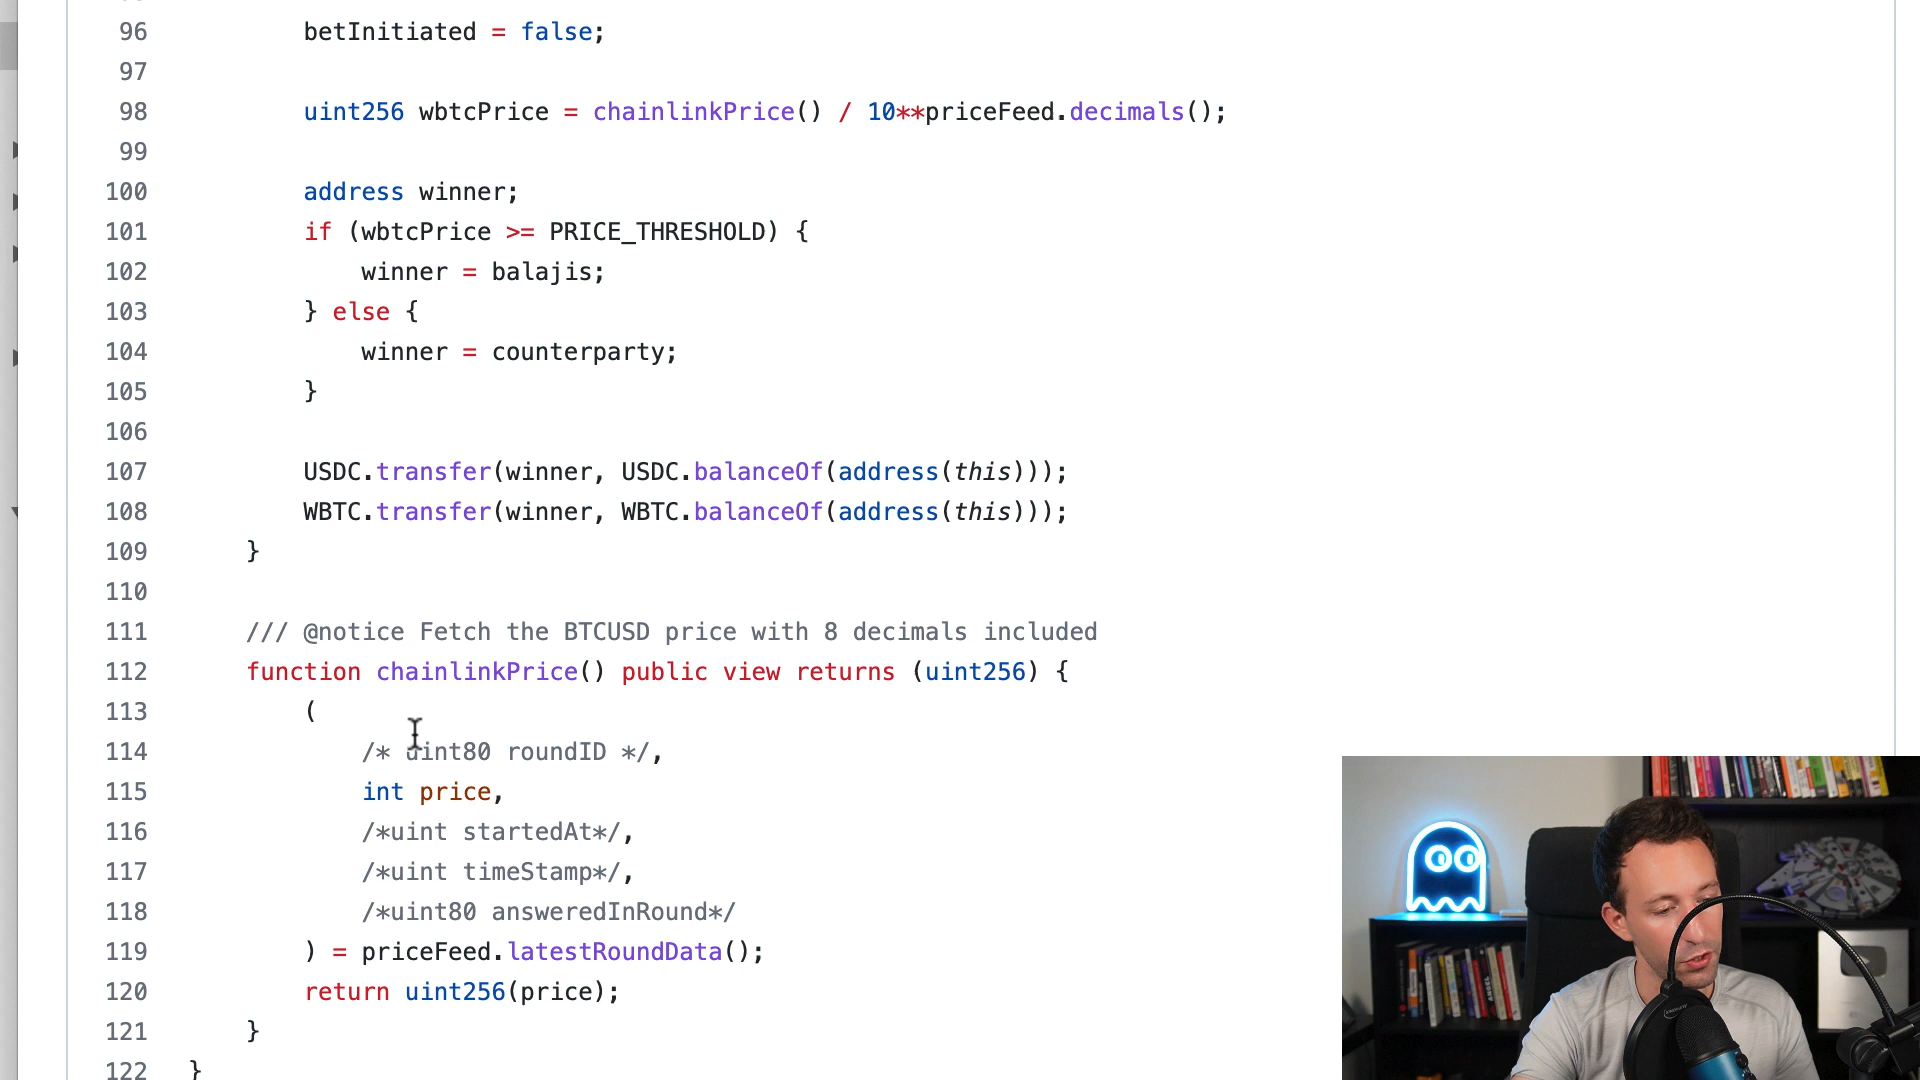 96 betInitiated = false;
97
98 uint256 wbtcPrice = chainlinkPrice() / 10**priceFeed.decimals();
99
100 address winner;
101 if (wbtcPrice >= PRICE_THRESHOLD) {
102 winner = balajis;
103 } else {
104 winner = counterparty;
105 }
106
107 USDC.transfer(winner, USDC.balanceOf(address(this)));
108 WBTC.transfer(winner, WBTC.balanceOf(address(this)));
109 }
110
111 /// @notice Fetch the BTCUSD price with 8 decimals included
112 function chainlinkPrice() public view returns (uint256) {
113 (
114 /* uint80 roundID */,
115 int price,
116 /*uint startedAt*/,
117 /*uint timeStamp*/,
118 /*uint80 answeredInRound*/
119 ) = priceFeed.latestRoundData();
120 return uint256(price);
121 }
122 }